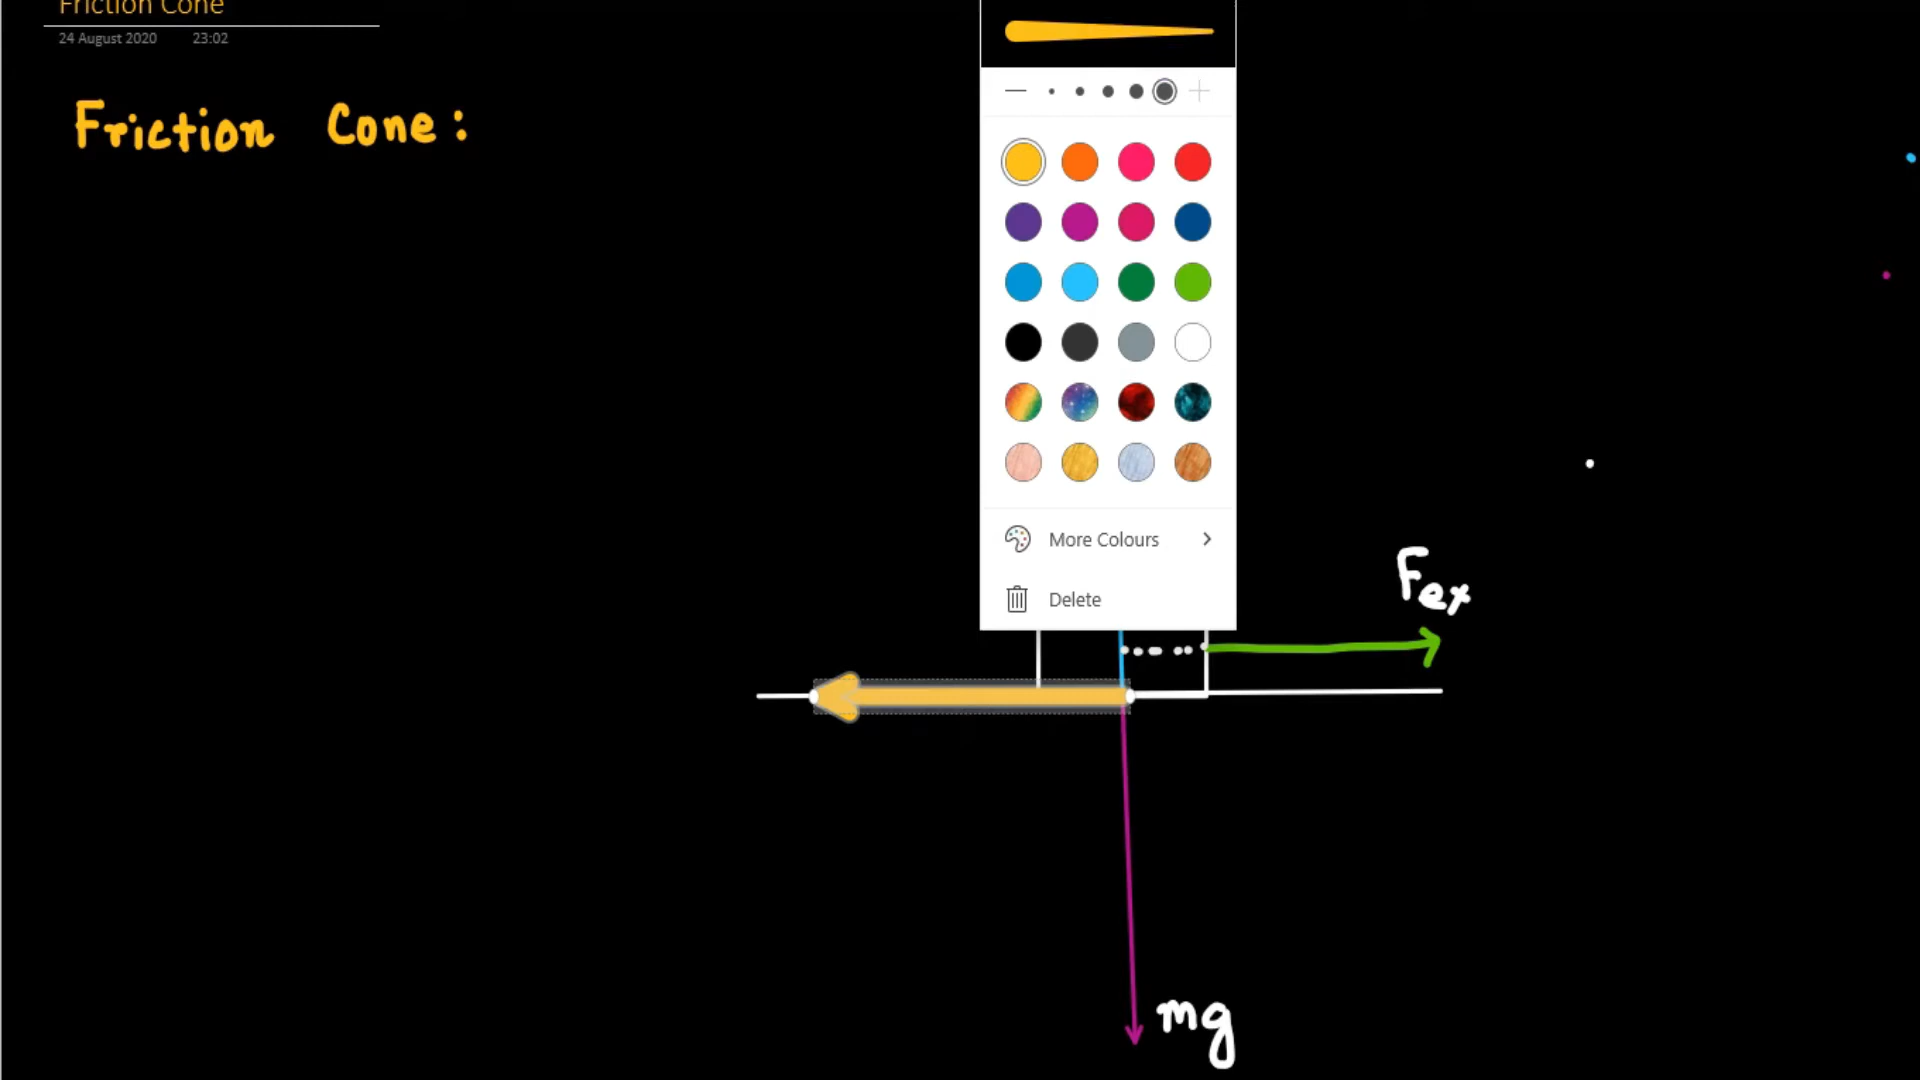 Friction Cone
24 August 2020 23:02
Friction Cone:
More Colours
Delete
Fex
mg